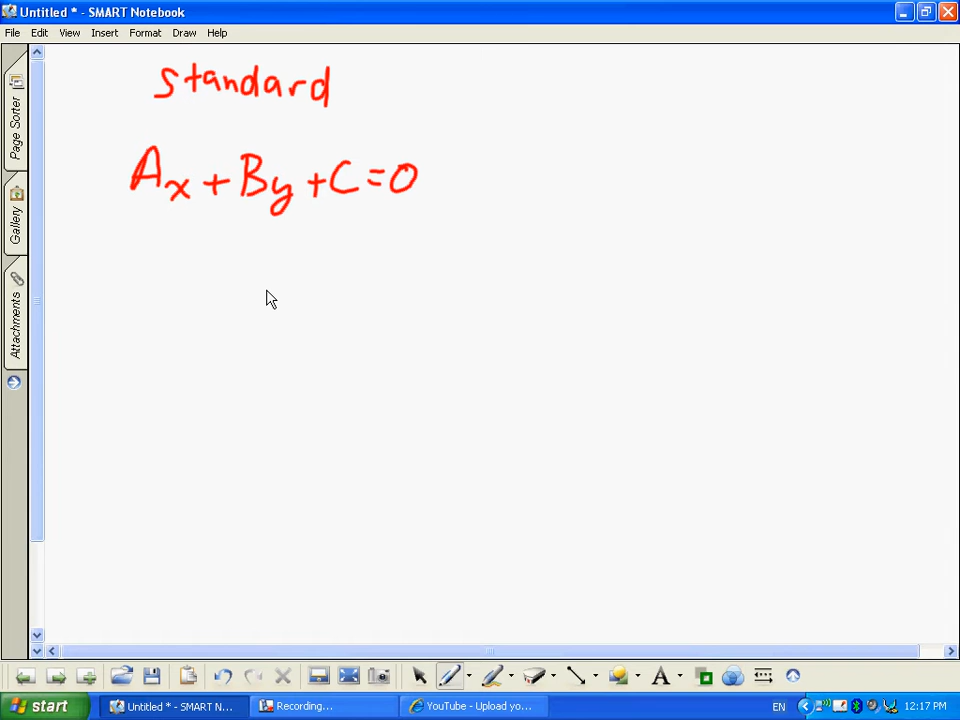 Untitled * - SMART Notebook
File Edit View Insert Format Draw Help
Page Sorter
Gallery
Attachments
Standard
Ax + By + C = 0
start
Untitled * - SMART N...
Recording...
YouTube - Upload yo...
EN
12:17 PM